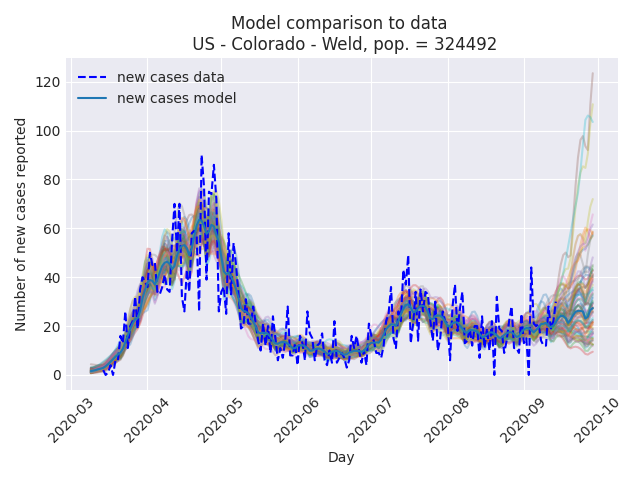 Model comparison to data
US - Colorado - Weld, pop. = 324492
new cases data
new cases model
Number of new cases reported
120
100
80
60
40
20
0
2020-03
2020-04
2020-05
2020-06
2020-07
2020-08
2020-09
2020-10
Day